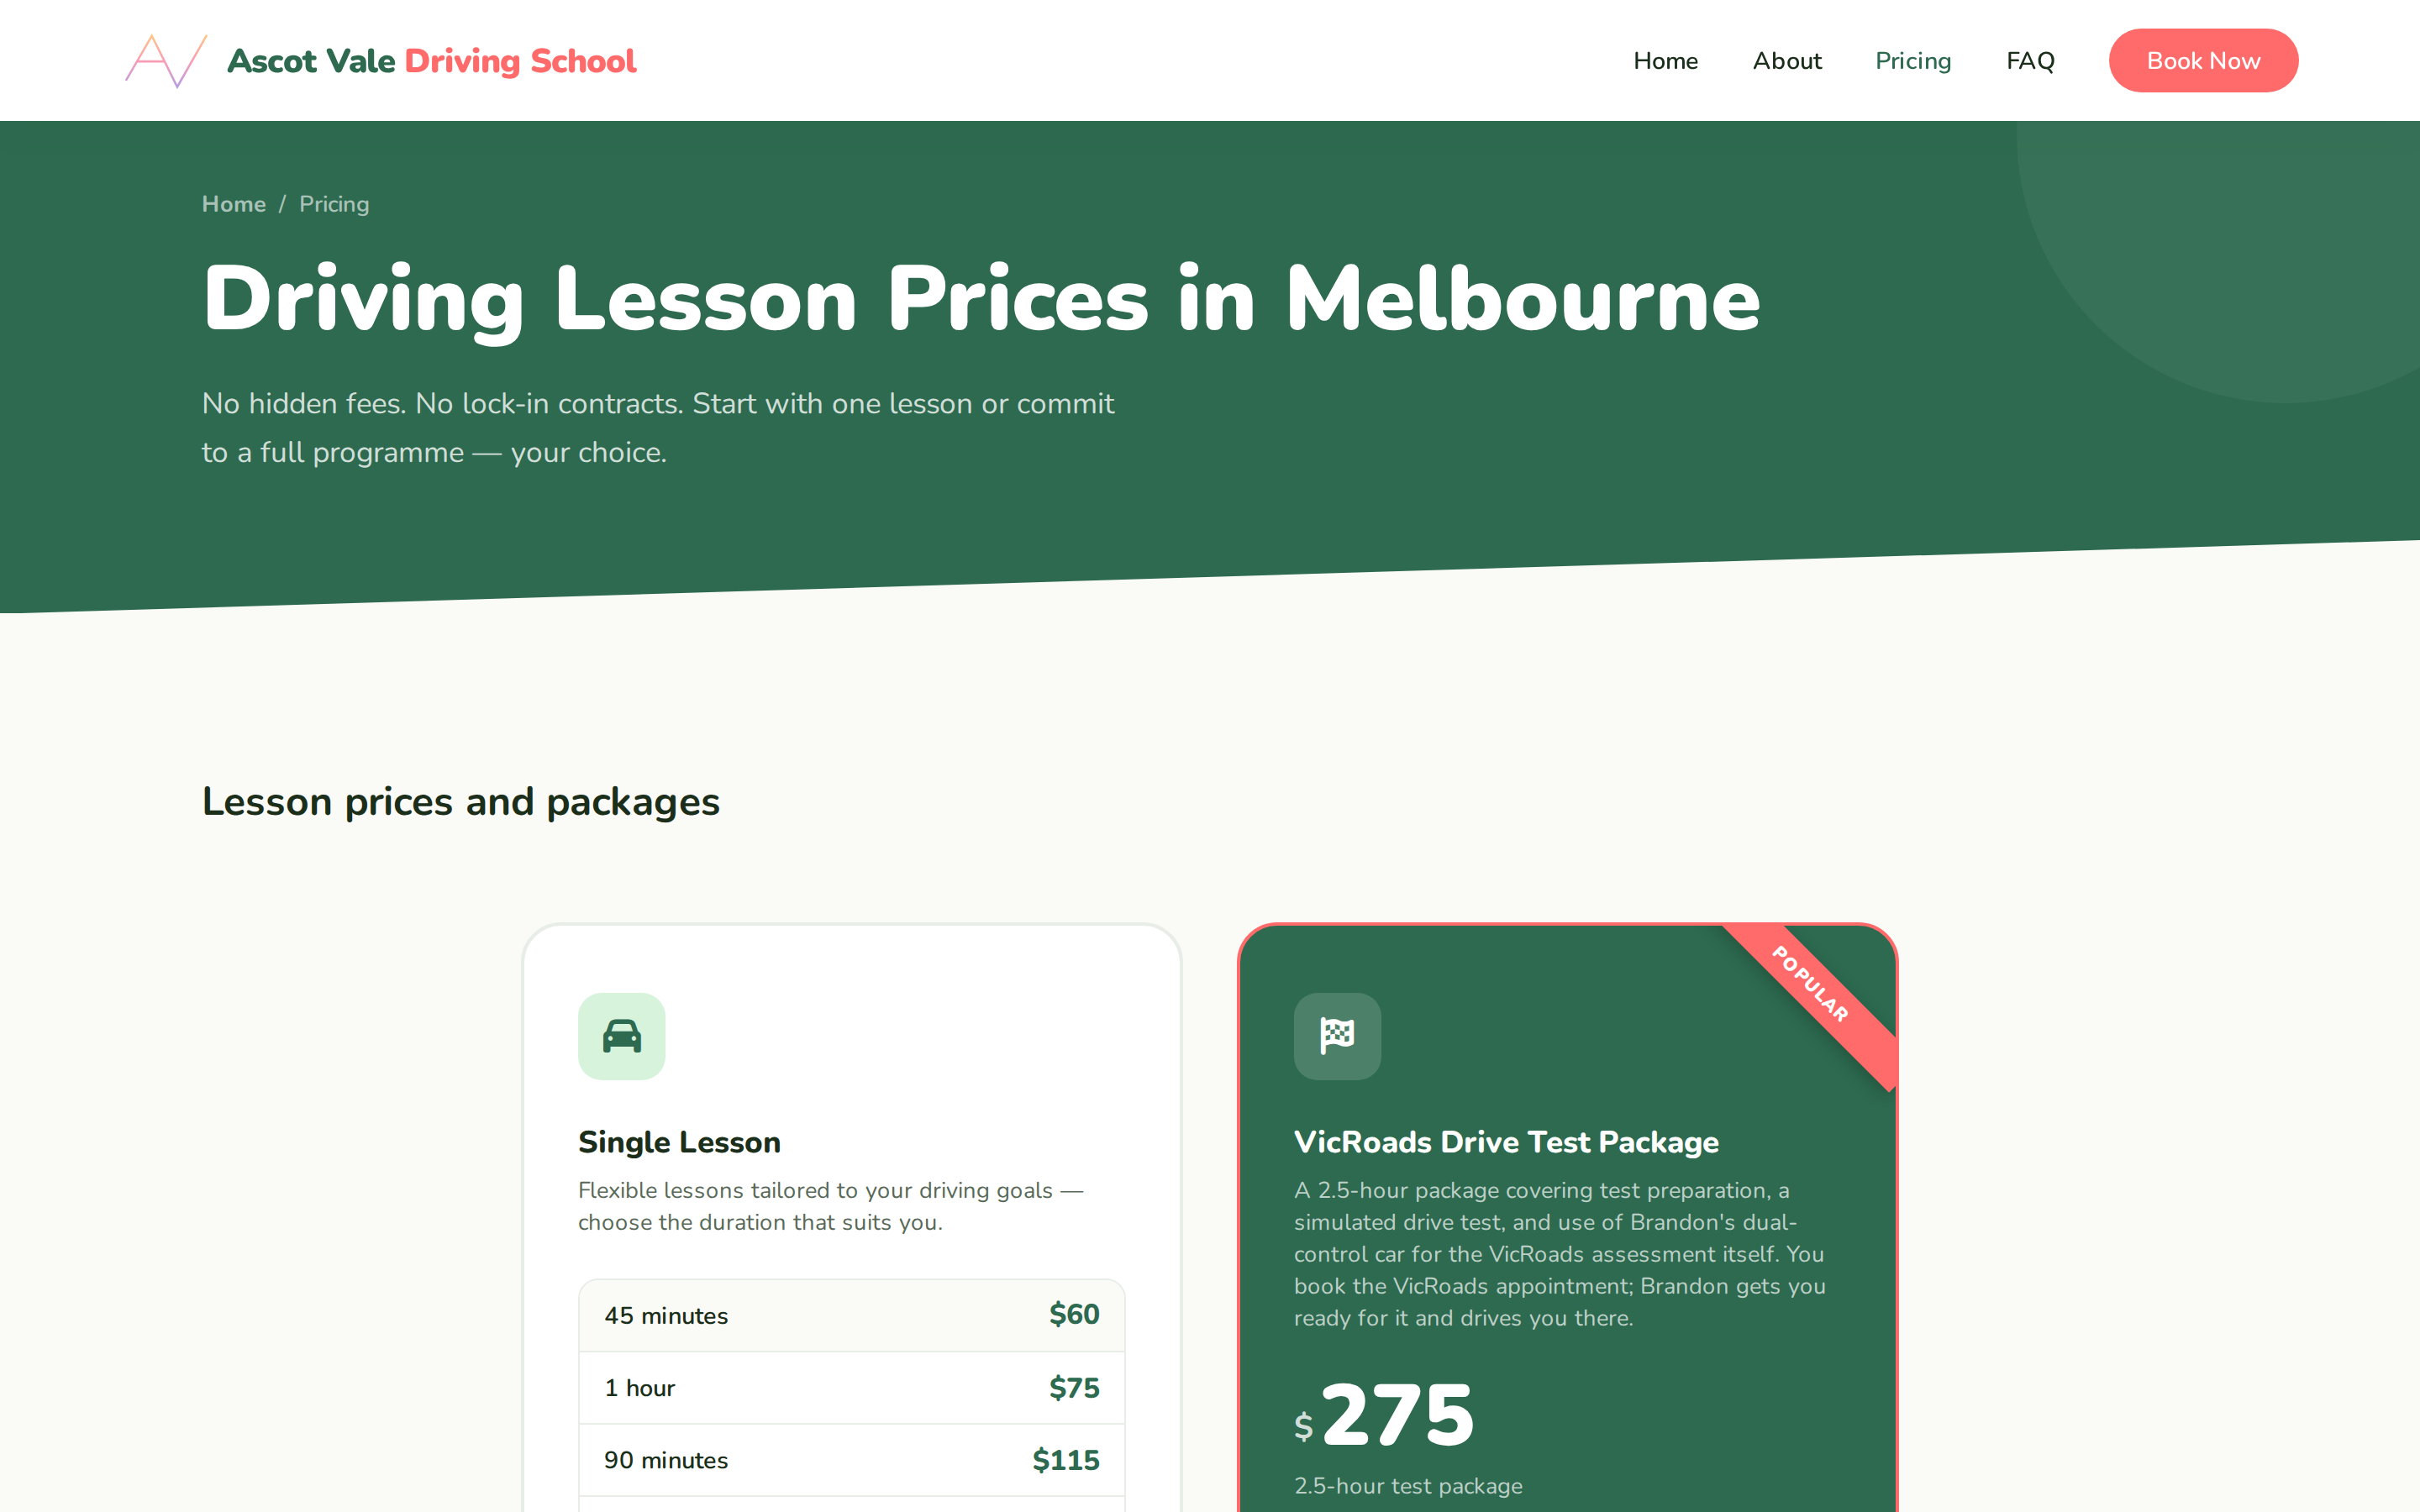 AV Ascot Vale Driving School
Home About Pricing FAQ Book Now
Home / Pricing
Driving Lesson Prices in Melbourne
No hidden fees. No lock-in contracts. Start with one lesson or commit
to a full programme — your choice.
Lesson prices and packages
POPULAR
Single Lesson
Flexible lessons tailored to your driving goals —
choose the duration that suits you.
45 minutes $60
1 hour $75
90 minutes $115
VicRoads Drive Test Package
A 2.5-hour package covering test preparation, a
simulated drive test, and use of Brandon's dual-
control car for the VicRoads assessment itself. You
book the VicRoads appointment; Brandon gets you
ready for it and drives you there.
$275
2.5-hour test package